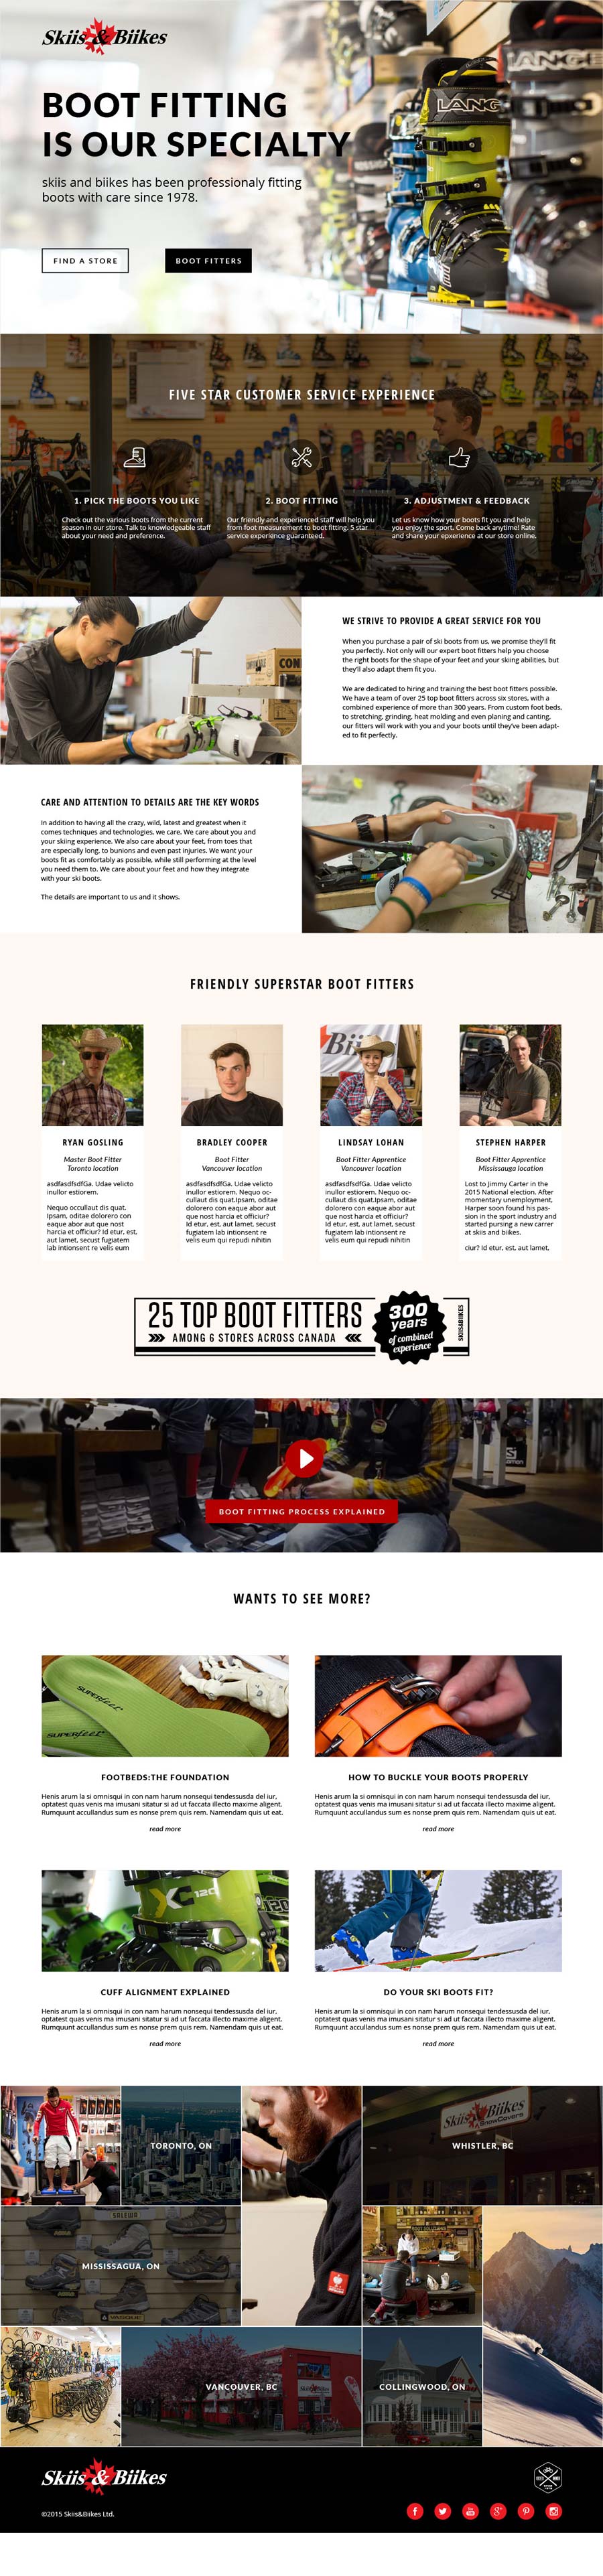 Skiis & Biikes
LANGE
LANGE
BOOT FITTING
IS OUR SPECIALTY
skiis and biikes has been professionaly fitting
boots with care since 1978.
FIND A STORE
BOOT FITTERS
FIVE STAR CUSTOMER SERVICE EXPERIENCE
1. PICK THE BOOTS YOU LIKE
Check out the various boots from the current
season in our store. Talk to knowledgeable staff
about your need and preference.
2. BOOT FITTING
Our friendly and experienced staff will help you
from foot measurement to boot fitting. 5 star
service experience guaranteed.
3. ADJUSTMENT & FEEDBACK
Let us know how your boots fit you and help
you enjoy the sport. Come back anytime! Rate
and share your epxerience at our store online.
WE STRIVE TO PROVIDE A GREAT SERVICE FOR YOU
When you purchase a pair of ski boots from us, we promise they'll fit
you perfectly. Not only will our expert boot fitters help you choose
the right boots for the shape of your feet and your skiing abilities, but
they'll also adapt them fit you.
We are dedicated to hiring and training the best boot fitters possible.
We have a team of over 25 top boot fitters across six stores, with a
combined experience of more than 300 years. From custom foot beds,
to stretching, grinding, heat molding and even planing and canting,
our fitters will work with you and your boots until they've been adapt-
ed to fit perfectly.
CARE AND ATTENTION TO DETAILS ARE THE KEY WORDS
In addition to having all the crazy, wild, latest and greatest when it
comes techniques and technologies, we care. We care about you and
your skiing experience. We also care about your feet, from toes that
are especially long, to bunions and even past injuries. We want your
boots fit as comfortably as possible, while still performing at the level
you need them to. We care about your feet and how they integrate
with your ski boots.
The details are important to us and it shows.
FRIENDLY SUPERSTAR BOOT FITTERS
RYAN GOSLING
Master Boot Fitter
Toronto location
asdfasdfsdfGa. Udae velicto
inullor estiorem.
Nequo occullaut dis quat.
Ipsam, oditae dolorero con
eaque abor aut que nost
harcia et officiur? Id etur, est,
aut lamet, secust fugiatem
lab intionsent re velis eum
BRADLEY COOPER
Boot Fitter
Vancouver location
asdfasdfsdfGa. Udae velicto
inullor estiorem. Nequo oc-
cullaut dis quat.Ipsam, oditae
dolorero con eaque abor aut
que nost harcia et officiur?
Id etur, est, aut lamet, secust
fugiatem lab intionsent re
velis eum qui repudi nihitin
LINDSAY LOHAN
Boot Fitter Apprentice
Vancouver location
asdfasdfsdfGa. Udae velicto
inullor estiorem. Nequo oc-
cullaut dis quat.Ipsam, oditae
dolorero con eaque abor aut
que nost harcia et officiur?
Id etur, est, aut lamet, secust
fugiatem lab intionsent re
velis eum qui repudi nihitin
STEPHEN HARPER
Boot Fitter Apprentice
Mississauga location
Lost to Jimmy Carter in the
2015 National election. After
momentary unemployment,
Harper soon found his pas-
sion in the sport industry and
started pursing a new carrer
at skiis and biikes.
ciur? Id etur, est, aut lamet,
25 TOP BOOT FITTERS
AMONG 6 STORES ACROSS CANADA
300
years
of combined
experience
SKIIS&BIIKES
BOOT FITTING PROCESS EXPLAINED
WANTS TO SEE MORE?
superfeet
superfeet
FOOTBEDS:THE FOUNDATION
Henis arum la si omnisqui in con nam harum nonsequi tendessusda del iur,
optatest quas venis ma imusani sitatur si ad ut faccata illecto maxime aligent.
Rumquunt accullandus sum es nonse prem quis rem. Namendam quis ut eat.
read more
HOW TO BUCKLE YOUR BOOTS PROPERLY
Henis arum la si omnisqui in con nam harum nonsequi tendessusda del iur,
optatest quas venis ma imusani sitatur si ad ut faccata illecto maxime aligent.
Rumquunt accullandus sum es nonse prem quis rem. Namendam quis ut eat.
read more
120
CUFF ALIGNMENT EXPLAINED
Henis arum la si omnisqui in con nam harum nonsequi tendessusda del iur,
optatest quas venis ma imusani sitatur si ad ut faccata illecto maxime aligent.
Rumquunt accullandus sum es nonse prem quis rem. Namendam quis ut eat.
read more
DO YOUR SKI BOOTS FIT?
Henis arum la si omnisqui in con nam harum nonsequi tendessusda del iur,
optatest quas venis ma imusani sitatur si ad ut faccata illecto maxime aligent.
Rumquunt accullandus sum es nonse prem quis rem. Namendam quis ut eat.
read more
TORONTO, ON
Skiis & Biikes
SnowCovers
WHISTLER, BC
SALEWA
MISSISSAGUA, ON
VANCOUVER, BC
COLLINGWOOD, ON
Skiis & Biikes
©2015 Skiis&Biikes Ltd.